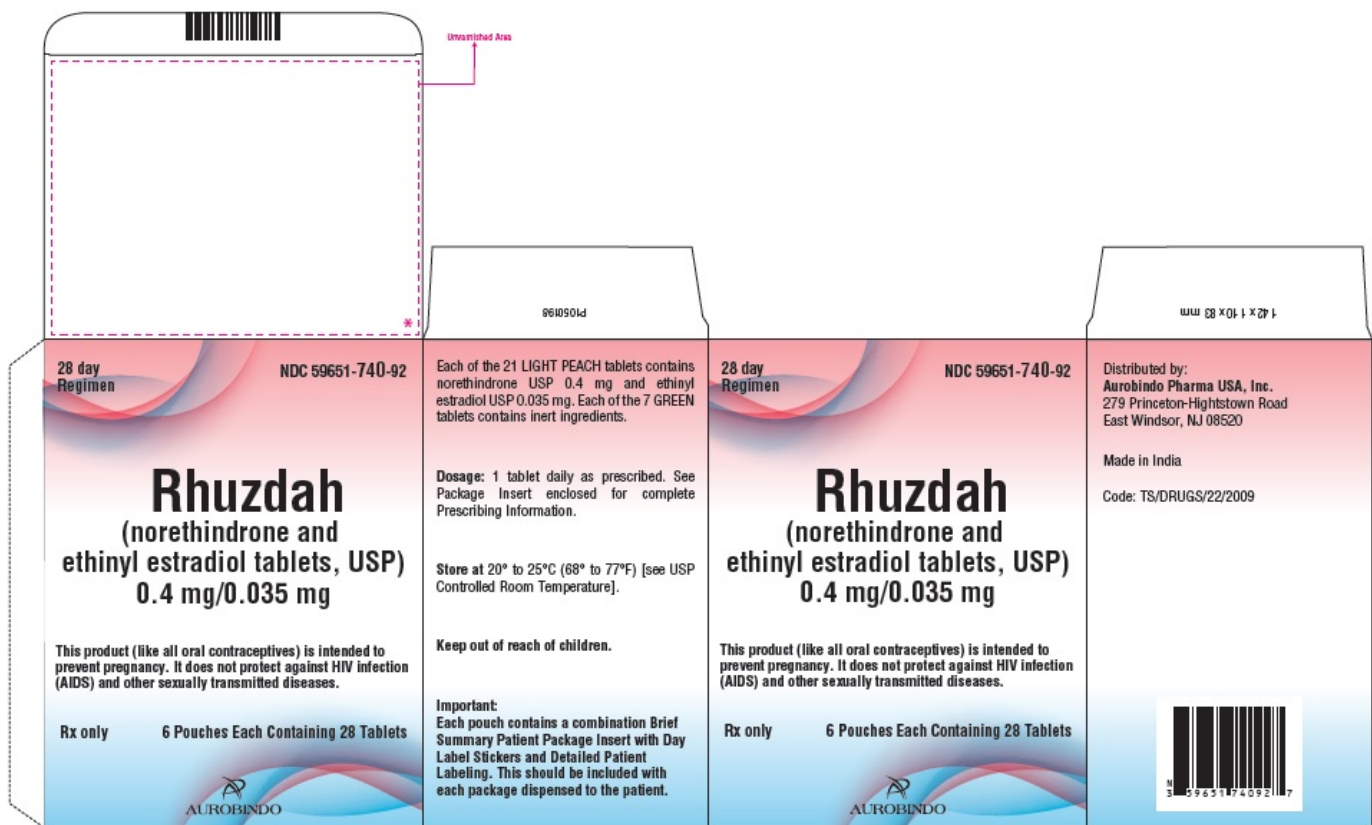 Unvarnished Area
*
P1050198
142 x 110 x 83 mm
28 day
Regimen
NDC 59651-740-92
Rhuzdah
(norethindrone and
ethinyl estradiol tablets, USP)
0.4 mg/0.035 mg
This product (like all oral contraceptives) is intended to
prevent pregnancy. It does not protect against HIV infection
(AIDS) and other sexually transmitted diseases.
Rx only
6 Pouches Each Containing 28 Tablets
AUROBINDO
Each of the 21 LIGHT PEACH tablets contains
norethindrone USP 0.4 mg and ethinyl
estradiol USP 0.035 mg. Each of the 7 GREEN
tablets contains inert ingredients.
Dosage: 1 tablet daily as prescribed. See
Package Insert enclosed for complete
Prescribing Information.
Store at 20° to 25°C (68° to 77°F) [see USP
Controlled Room Temperature].
Keep out of reach of children.
Important:
Each pouch contains a combination Brief
Summary Patient Package Insert with Day
Label Stickers and Detailed Patient
Labeling. This should be included with
each package dispensed to the patient.
28 day
Regimen
NDC 59651-740-92
Rhuzdah
(norethindrone and
ethinyl estradiol tablets, USP)
0.4 mg/0.035 mg
This product (like all oral contraceptives) is intended to
prevent pregnancy. It does not protect against HIV infection
(AIDS) and other sexually transmitted diseases.
Rx only
6 Pouches Each Containing 28 Tablets
AUROBINDO
Distributed by:
Aurobindo Pharma USA, Inc.
279 Princeton-Hightstown Road
East Windsor, NJ 08520
Made in India
Code: TS/DRUGS/22/2009
N
3 59651 74092 7